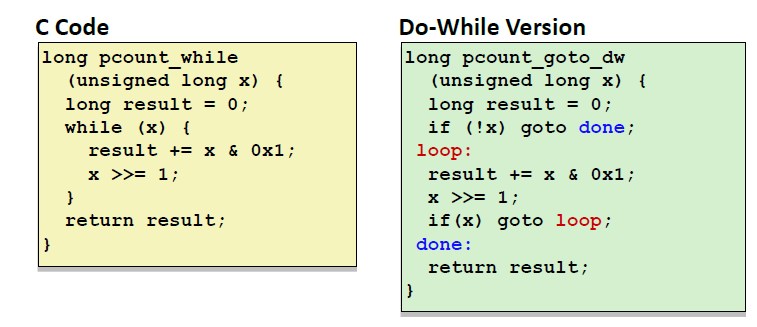 C Code
long pcount_while
(unsigned long x) {
long result = 0;
while (x) {
result += x & 0x1;
x >>= 1;
}
return result;
}
Do-While Version
long pcount_goto_dw
(unsigned long x) {
long result = 0;
if (!x) goto done;
loop:
result += x & 0x1;
x >>= 1;
if(x) goto loop;
done:
return result;
}